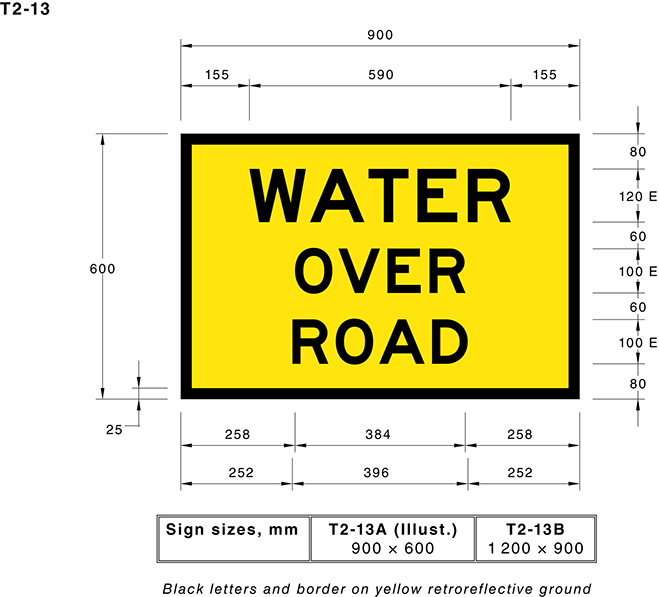 T2-13
900
155 590 155
80
WATER
120 E
60
OVER
600
100 E
60
ROAD
100 E
80
25
258 384 258
252 396 252
Sign sizes, mm T2-13A (Illust.) T2-13B
900 × 600 1 200 × 900
Black letters and border on yellow retroreflective ground